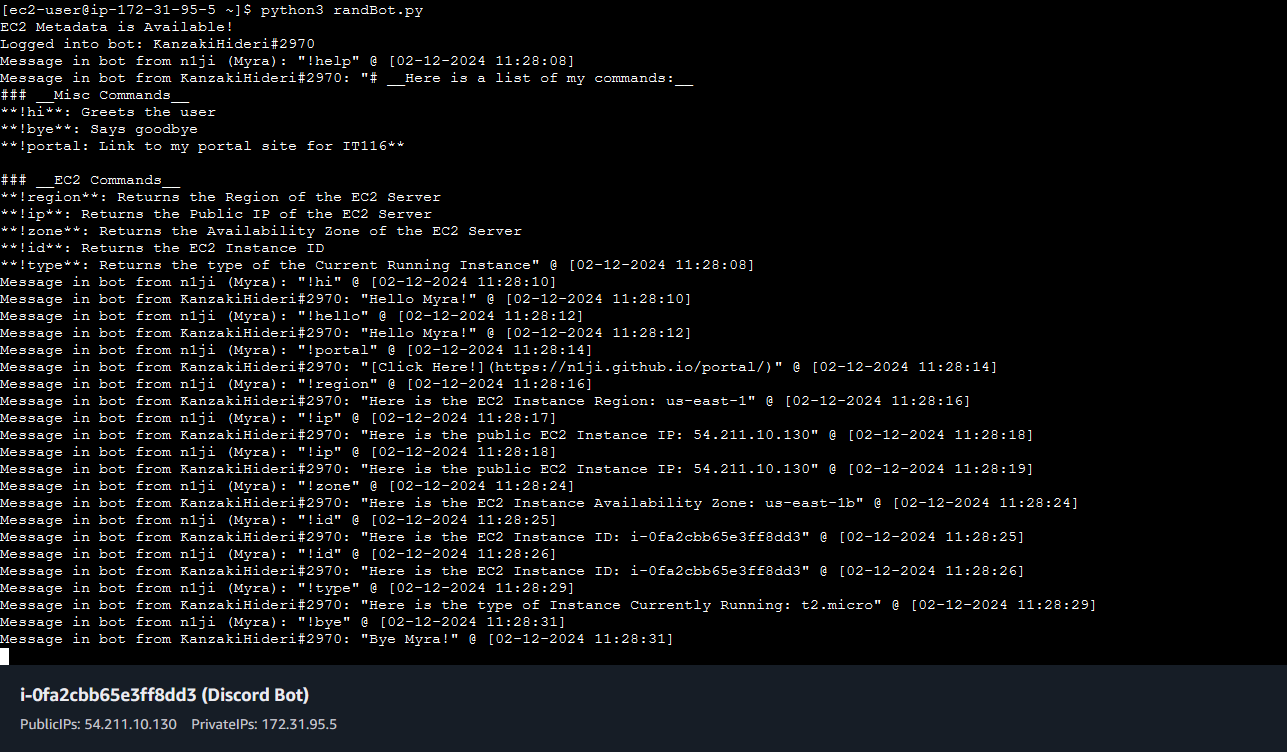 [ec2-user@ip-172-31-95-5 ~]$ python3 randBot.py
EC2 Metadata is Available!
Logged into bot: KanzakiHideri#2970
Message in bot from n1ji (Myra): "!help" @ [02-12-2024 11:28:08]
Message in bot from KanzakiHideri#2970: "# __Here is a list of my commands:__
### __Misc Commands__
**!hi**: Greets the user
**!bye**: Says goodbye
**!portal: Link to my portal site for IT116**

### __EC2 Commands__
**!region**: Returns the Region of the EC2 Server
**!ip**: Returns the Public IP of the EC2 Server
**!zone**: Returns the Availability Zone of the EC2 Server
**!id**: Returns the EC2 Instance ID
**!type**: Returns the type of the Current Running Instance" @ [02-12-2024 11:28:08]
Message in bot from n1ji (Myra): "!hi" @ [02-12-2024 11:28:10]
Message in bot from KanzakiHideri#2970: "Hello Myra!" @ [02-12-2024 11:28:10]
Message in bot from n1ji (Myra): "!hello" @ [02-12-2024 11:28:12]
Message in bot from KanzakiHideri#2970: "Hello Myra!" @ [02-12-2024 11:28:12]
Message in bot from n1ji (Myra): "!portal" @ [02-12-2024 11:28:14]
Message in bot from KanzakiHideri#2970: "[Click Here!](https://n1ji.github.io/portal/)" @ [02-12-2024 11:28:14]
Message in bot from n1ji (Myra): "!region" @ [02-12-2024 11:28:16]
Message in bot from KanzakiHideri#2970: "Here is the EC2 Instance Region: us-east-1" @ [02-12-2024 11:28:16]
Message in bot from n1ji (Myra): "!ip" @ [02-12-2024 11:28:17]
Message in bot from KanzakiHideri#2970: "Here is the public EC2 Instance IP: 54.211.10.130" @ [02-12-2024 11:28:18]
Message in bot from n1ji (Myra): "!ip" @ [02-12-2024 11:28:18]
Message in bot from KanzakiHideri#2970: "Here is the public EC2 Instance IP: 54.211.10.130" @ [02-12-2024 11:28:19]
Message in bot from n1ji (Myra): "!zone" @ [02-12-2024 11:28:24]
Message in bot from KanzakiHideri#2970: "Here is the EC2 Instance Availability Zone: us-east-1b" @ [02-12-2024 11:28:24]
Message in bot from n1ji (Myra): "!id" @ [02-12-2024 11:28:25]
Message in bot from KanzakiHideri#2970: "Here is the EC2 Instance ID: i-0fa2cbb65e3ff8dd3" @ [02-12-2024 11:28:25]
Message in bot from n1ji (Myra): "!id" @ [02-12-2024 11:28:26]
Message in bot from KanzakiHideri#2970: "Here is the EC2 Instance ID: i-0fa2cbb65e3ff8dd3" @ [02-12-2024 11:28:26]
Message in bot from n1ji (Myra): "!type" @ [02-12-2024 11:28:29]
Message in bot from KanzakiHideri#2970: "Here is the type of Instance Currently Running: t2.micro" @ [02-12-2024 11:28:29]
Message in bot from n1ji (Myra): "!bye" @ [02-12-2024 11:28:31]
Message in bot from KanzakiHideri#2970: "Bye Myra!" @ [02-12-2024 11:28:31]
i-0fa2cbb65e3ff8dd3 (Discord Bot)
PublicIPs: 54.211.10.130 PrivateIPs: 172.31.95.5